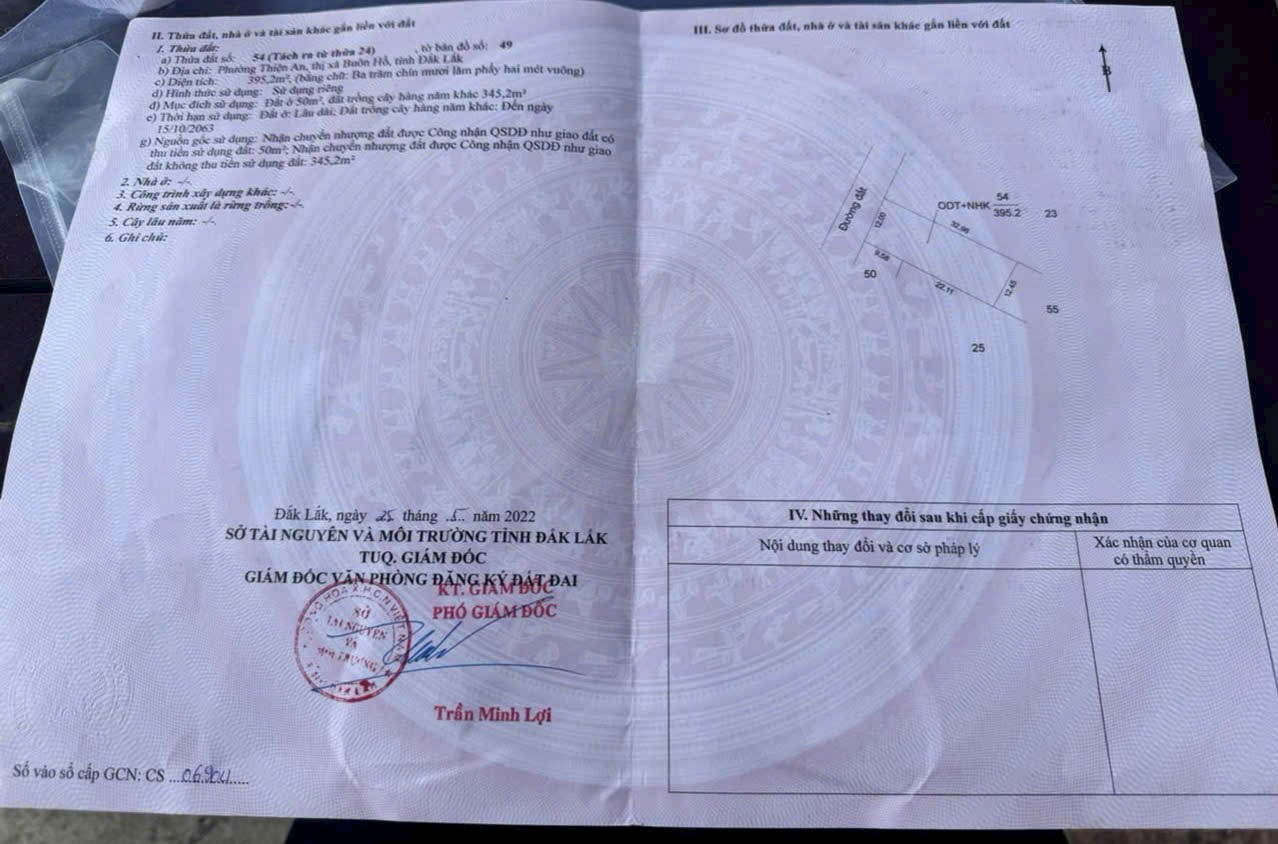 II. Thửa đất, nhà ở và tài sản khác gắn liền với đất
1. Thửa đất:
a) Thửa đất số: 54 (Tách ra từ thửa 24) , tờ bản đồ số: 49
b) Địa chỉ: Phường Thiện An, thị xã Buôn Hồ, tỉnh Đắk Lắk
c) Diện tích: 395,2m², (bằng chữ: Ba trăm chín mươi lăm phẩy hai mét vuông)
d) Hình thức sử dụng: Sử dụng riêng
đ) Mục đích sử dụng: Đất ở 50m², đất trồng cây hàng năm khác 345,2m²
e) Thời hạn sử dụng: Đất ở: Lâu dài; Đất trồng cây hàng năm khác: Đến ngày
15/10/2063
g) Nguồn gốc sử dụng: Nhận chuyển nhượng đất được Công nhận QSDĐ như giao đất có
thu tiền sử dụng đất: 50m²; Nhận chuyển nhượng đất được Công nhận QSDĐ như giao
đất không thu tiền sử dụng đất: 345,2m²
2. Nhà ở: -/-.
3. Công trình xây dựng khác: -/-.
4. Rừng sản xuất là rừng trồng: -/-.
5. Cây lâu năm: -/-.
6. Ghi chú:
Đắk Lắk, ngày 25 tháng .5. năm 2022
SỞ TÀI NGUYÊN VÀ MÔI TRƯỜNG TỈNH ĐẮK LẮK
TUQ. GIÁM ĐỐC
GIÁM ĐỐC VĂN PHÒNG ĐĂNG KÝ ĐẤT ĐAI
KT. GIÁM ĐỐC
PHÓ GIÁM ĐỐC
SỞ
TÀI NGUYÊN
VÀ
MÔI TRƯỜNG
Trần Minh Lợi
Số vào sổ cấp GCN: CS
III. Sơ đồ thửa đất, nhà ở và tài sản khác gắn liền với đất
B
Đường đất
12.00
ODT+NHK 54
395.2
23
32.96
9.58
50
22.11
12.45
55
25
IV. Những thay đổi sau khi cấp giấy chứng nhận
Nội dung thay đổi và cơ sở pháp lý
Xác nhận của cơ quan
có thẩm quyền